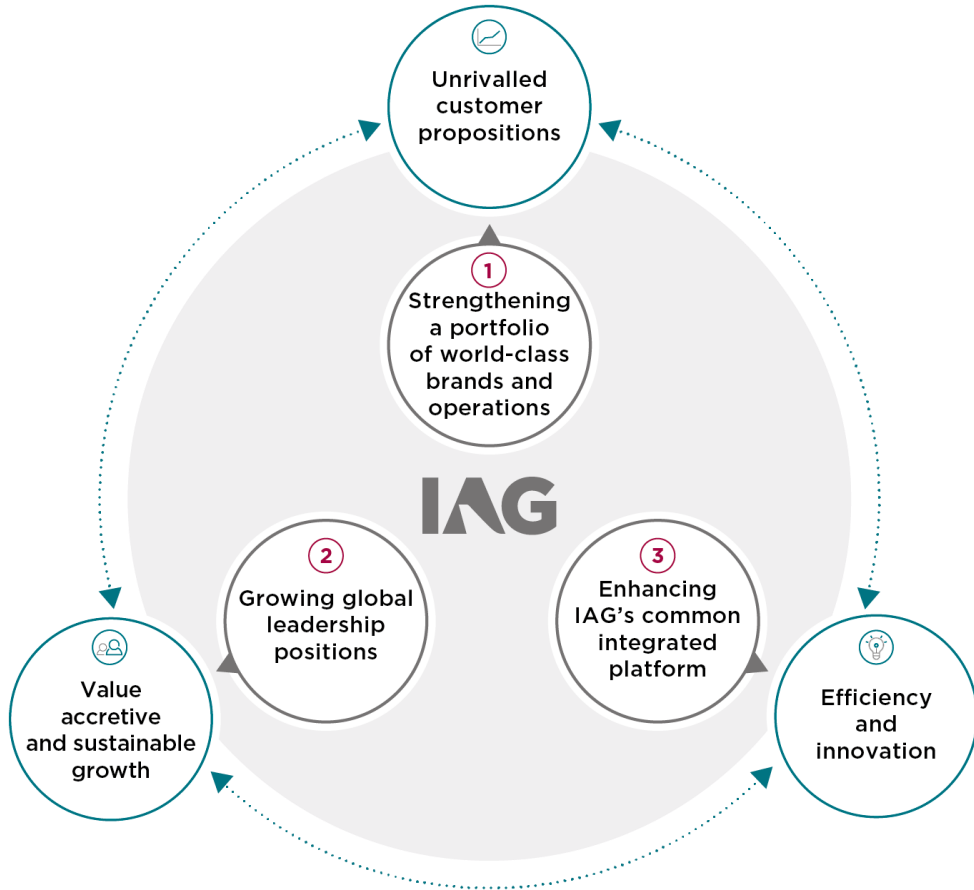 Unrivalled
customer
propositions
1
Strengthening
a portfolio
of world-class
brands and
operations
IAG
2
Growing global
leadership
positions
3
Enhancing
IAG’s common
integrated
platform
Value
accretive
and sustainable
growth
Efficiency
and
innovation